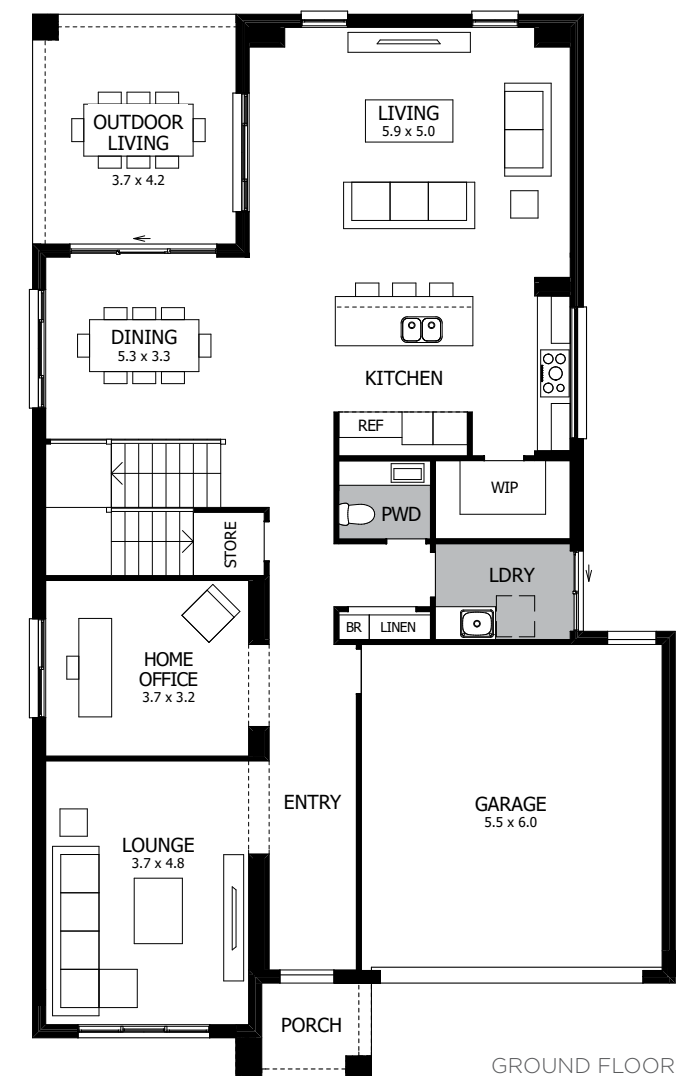 OUTDOOR
LIVING
3.7 x 4.2
LIVING
5.9 x 5.0
DINING
5.3 x 3.3
KITCHEN
REF
WIP
PWD
STORE
LDRY
BR
LINEN
HOME
OFFICE
3.7 x 3.2
ENTRY
GARAGE
5.5 x 6.0
LOUNGE
3.7 x 4.8
PORCH
GROUND FLOOR